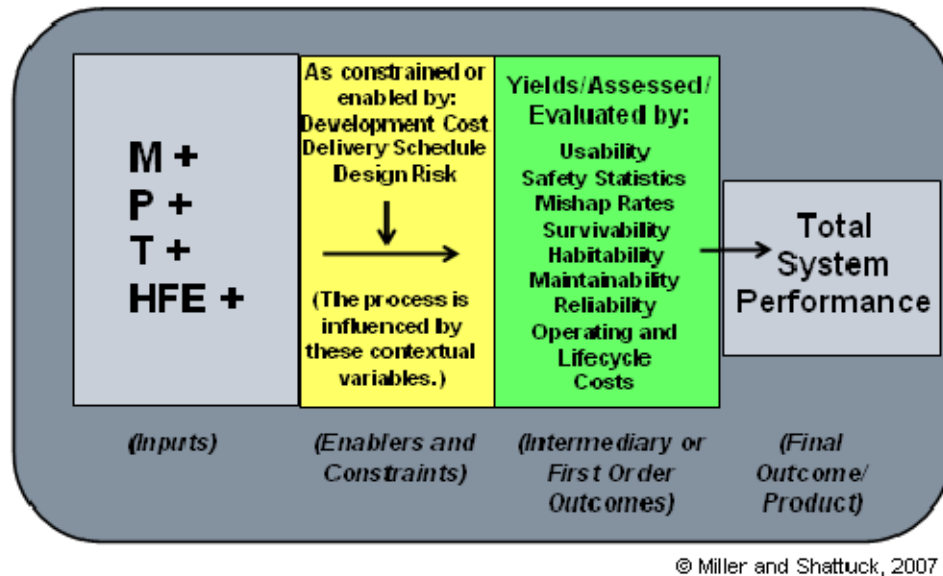 M +
P +
T +
HFE +
(Inputs)
As constrained or
enabled by:
Development Cost
Delivery Schedule
Design Risk
(The process is
influenced by
these contextual
variables.)
(Enablers and
Constraints)
Yields/Assessed/
Evaluated by:
Usability
Safety Statistics
Mishap Rates
Survivability
Habitability
Maintainability
Reliability
Operating and
Lifecycle
Costs
(Intermediary or
First Order
Outcomes)
Total
System
Performance
(Final
Outcome/
Product)
© Miller and Shattuck, 2007